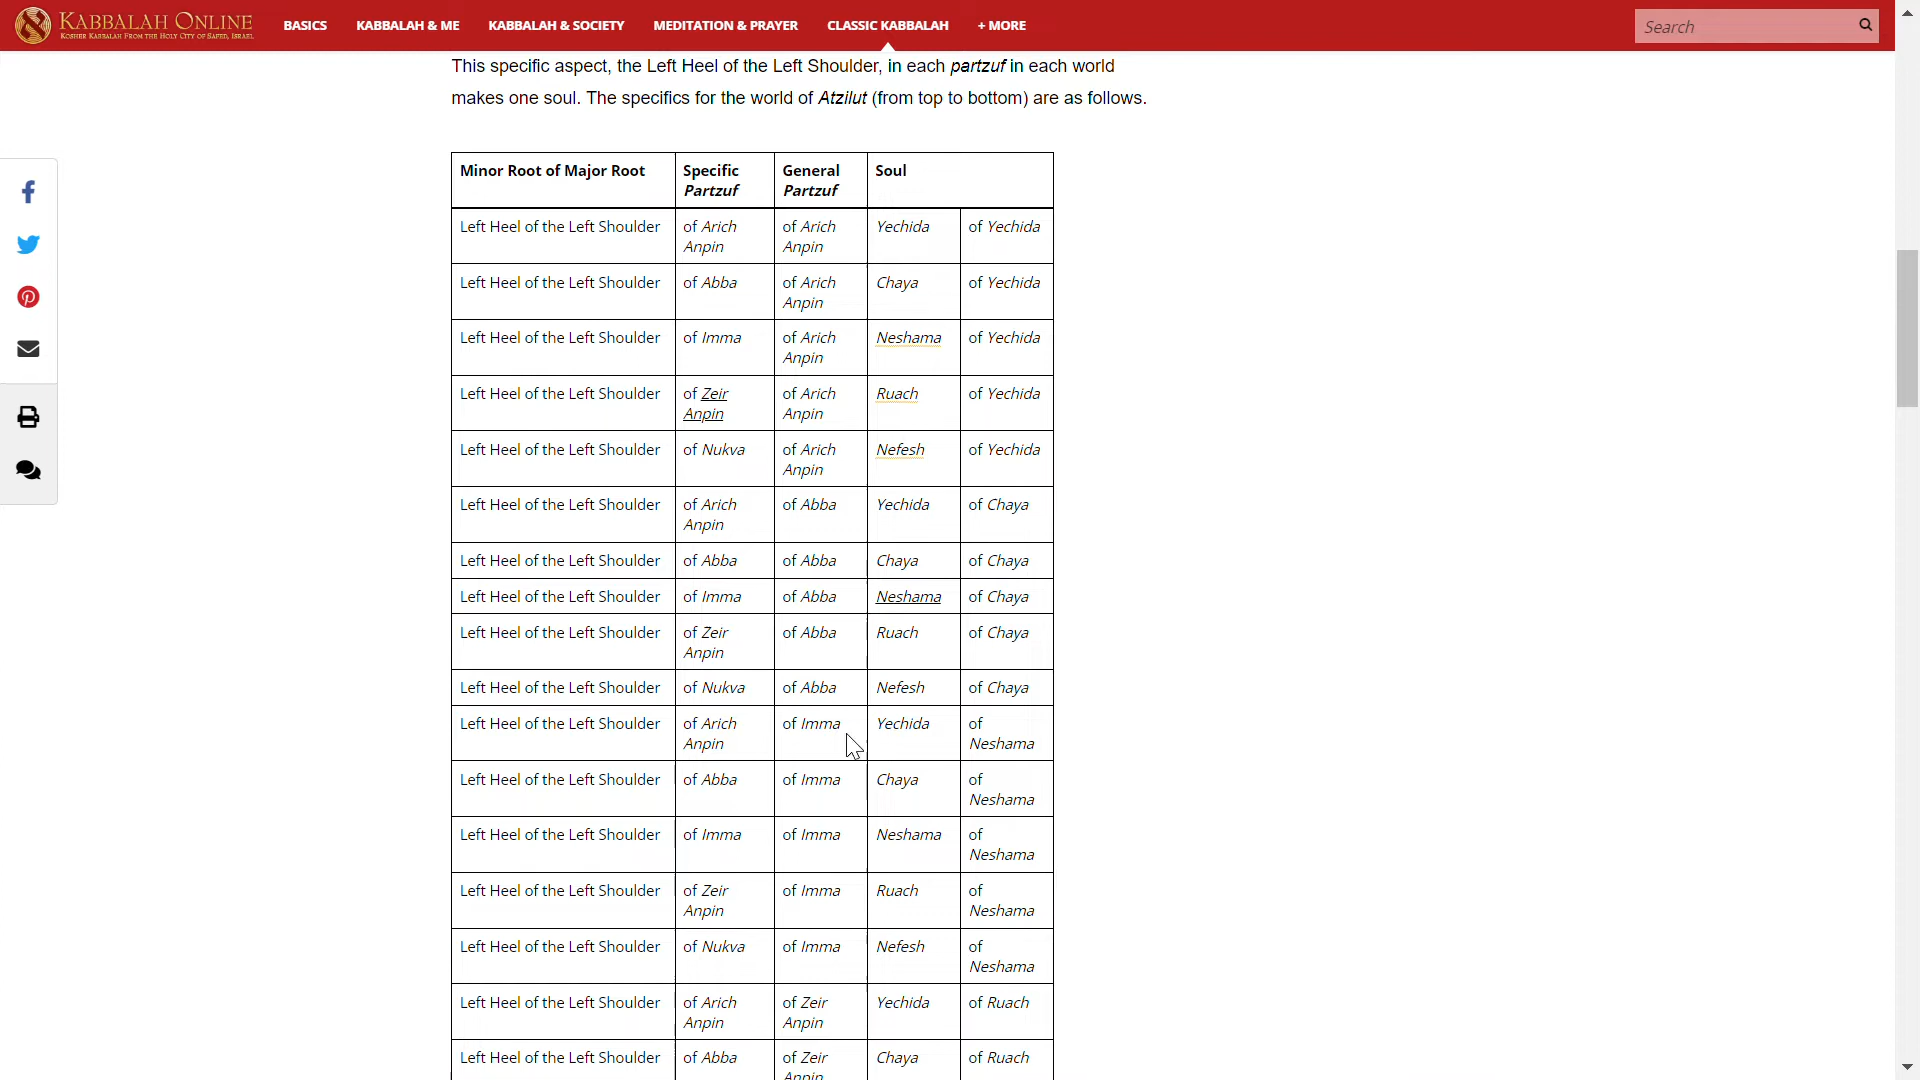 KABBALAH ONLINE
KOSHER KABBALAH FROM THE HOLY CITY OF SAFED, ISRAEL
BASICS KABBALAH & ME KABBALAH & SOCIETY MEDITATION & PRAYER CLASSIC KABBALAH + MORE
Search
This specific aspect, the Left Heel of the Left Shoulder, in each partzuf in each world
makes one soul. The specifics for the world of Atzilut (from top to bottom) are as follows.
Minor Root of Major Root Specific General Soul
Partzuf Partzuf
Left Heel of the Left Shoulder of Arich of Arich Yechida of Yechida
Anpin Anpin
Left Heel of the Left Shoulder of Abba of Arich Chaya of Yechida
Anpin
Left Heel of the Left Shoulder of Imma of Arich Neshama of Yechida
Anpin
Left Heel of the Left Shoulder of Zeir of Arich Ruach of Yechida
Anpin Anpin
Left Heel of the Left Shoulder of Nukva of Arich Nefesh of Yechida
Anpin
Left Heel of the Left Shoulder of Arich of Abba Yechida of Chaya
Anpin
Left Heel of the Left Shoulder of Abba of Abba Chaya of Chaya
Left Heel of the Left Shoulder of Imma of Abba Neshama of Chaya
Left Heel of the Left Shoulder of Zeir of Abba Ruach of Chaya
Anpin
Left Heel of the Left Shoulder of Nukva of Abba Nefesh of Chaya
Left Heel of the Left Shoulder of Arich of Imma Yechida of
Anpin Neshama
Left Heel of the Left Shoulder of Abba of Imma Chaya of
Neshama
Left Heel of the Left Shoulder of Imma of Imma Neshama of
Neshama
Left Heel of the Left Shoulder of Zeir of Imma Ruach of
Anpin Neshama
Left Heel of the Left Shoulder of Nukva of Imma Nefesh of
Neshama
Left Heel of the Left Shoulder of Arich of Zeir Yechida of Ruach
Anpin Anpin
Left Heel of the Left Shoulder of Abba of Zeir Chaya of Ruach
Anpin